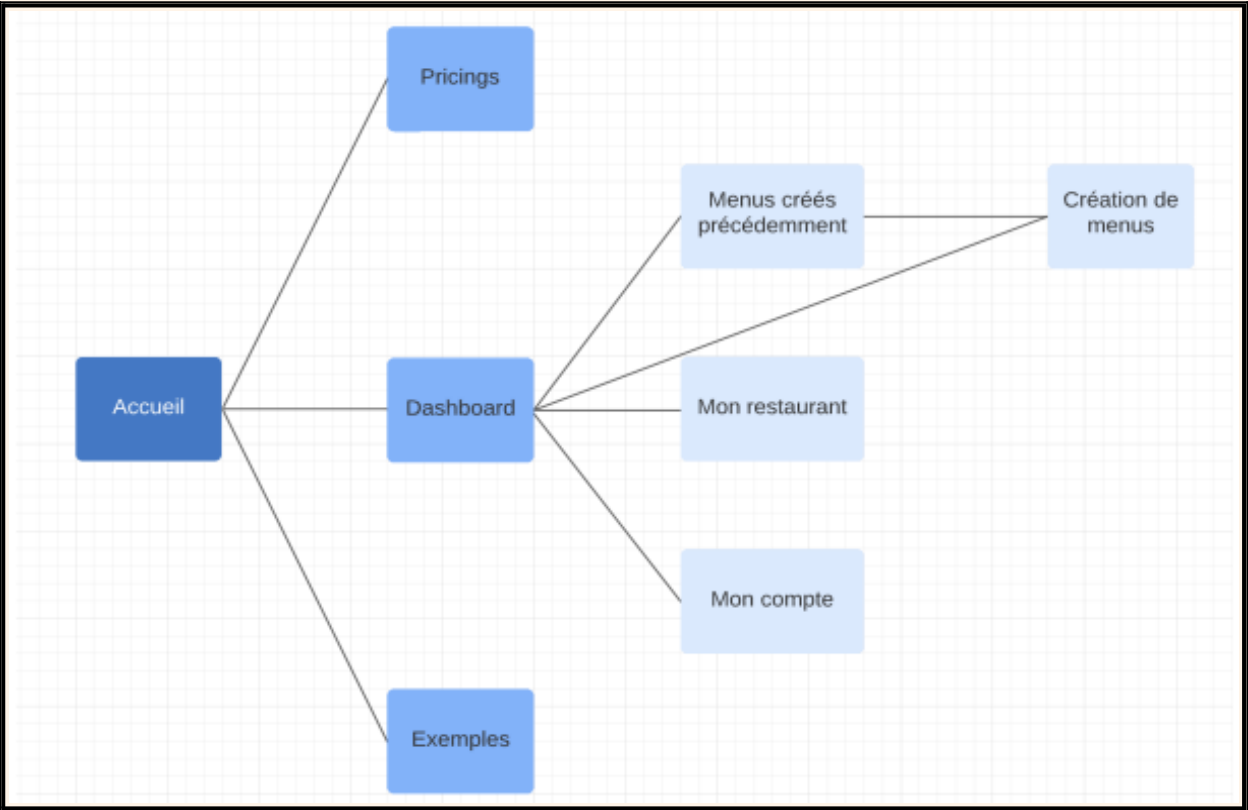 Pricings
Menus créés
précédemment
Création de
menus
Accueil
Dashboard
Mon restaurant
Mon compte
Exemples